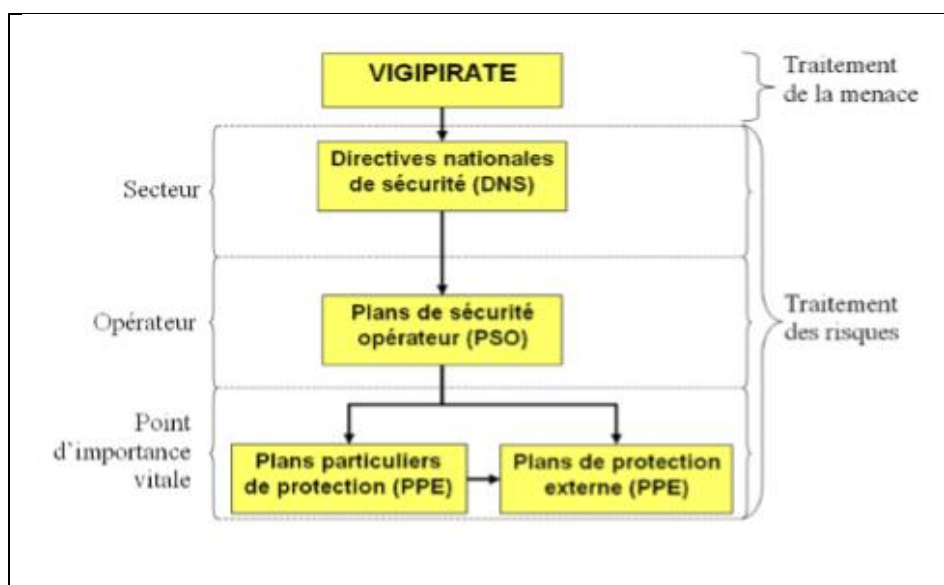 VIGIPIRATE
Traitement
de la menace
Directives nationales
de sécurité (DNS)
Secteur
Plans de sécurité
opérateur (PSO)
Opérateur
Traitement
des risques
Point
d'importance
vitale
Plans particuliers
de protection (PPE)
Plans de protection
externe (PPE)